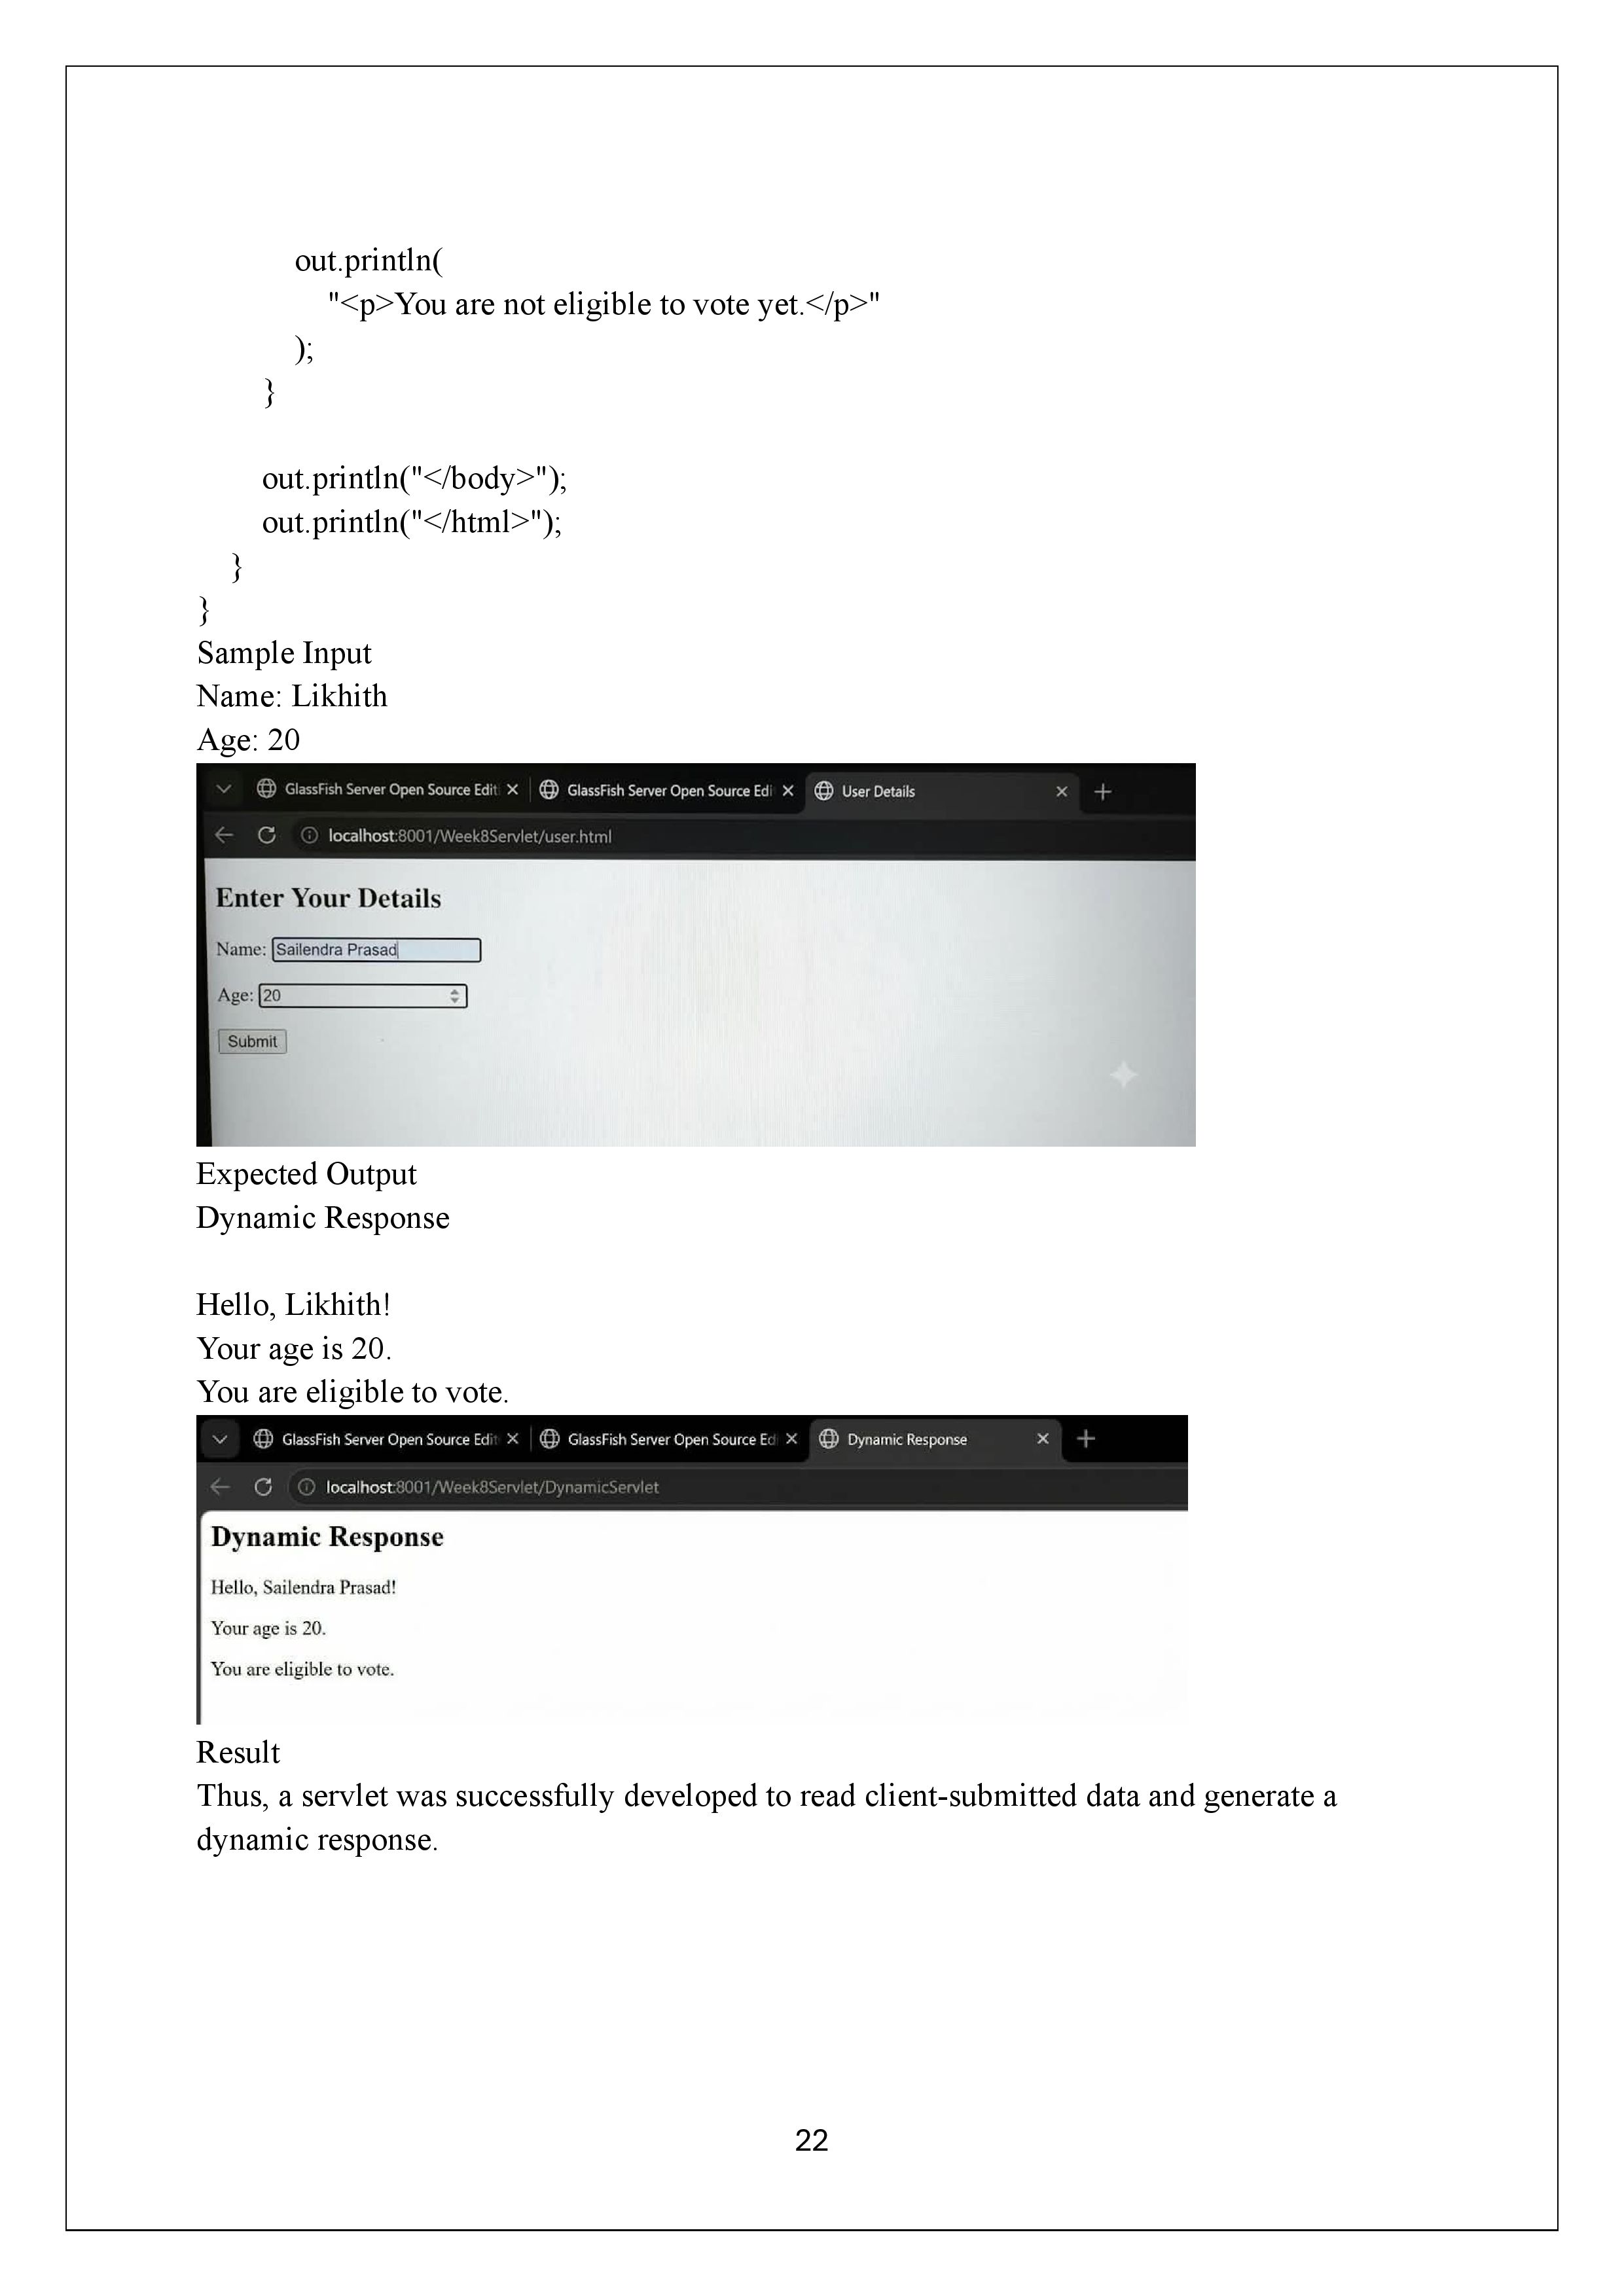 out.println(
"<p>You are not eligible to vote yet.</p>"
);
}
out.println("</body>");
out.println("</html>");
}
}
Sample Input
Name: Likhith
Age: 20
GlassFish Server Open Source Editi GlassFish Server Open Source Edi User Details
localhost:8001/Week8Servlet/user.html
Enter Your Details
Name: Sailendra Prasad
Age: 20
Submit
Expected Output
Dynamic Response
Hello, Likhith!
Your age is 20.
You are eligible to vote.
GlassFish Server Open Source Edit GlassFish Server Open Source Ed Dynamic Response
localhost:8001/Week8Servlet/DynamicServlet
Dynamic Response
Hello, Sailendra Prasad!
Your age is 20.
You are eligible to vote.
Result
Thus, a servlet was successfully developed to read client-submitted data and generate a
dynamic response.
22